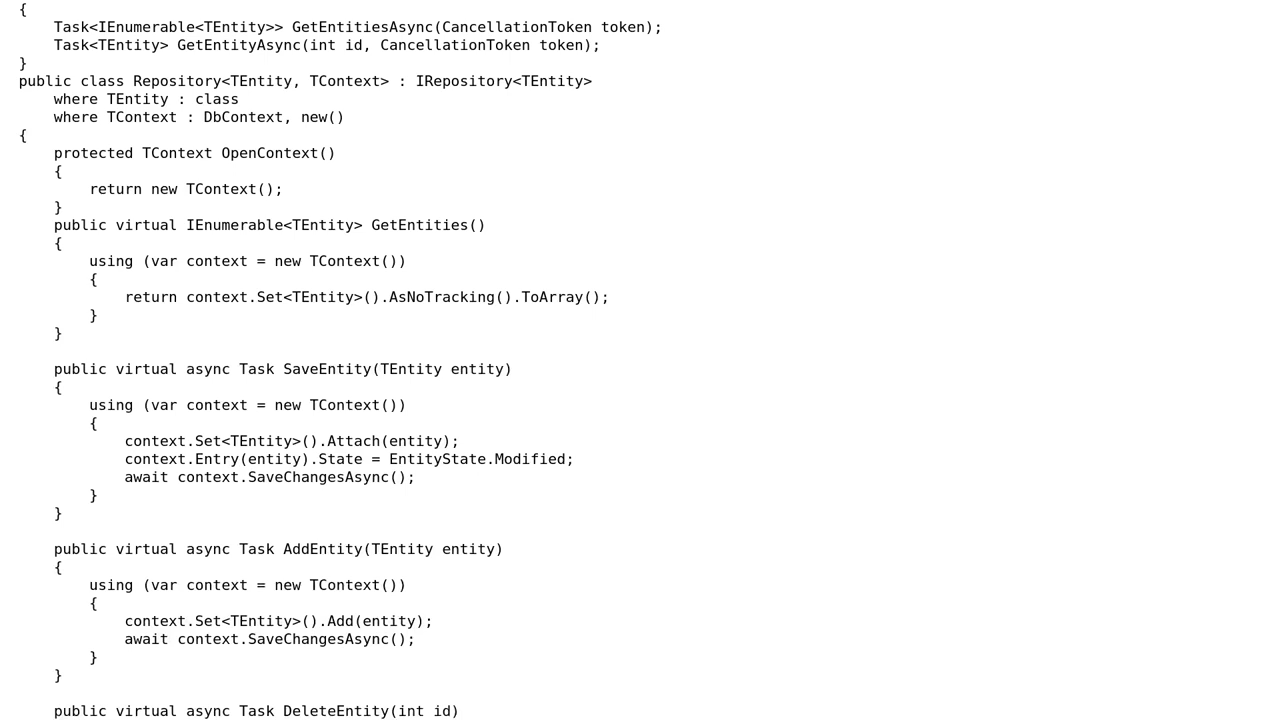 {
    Task<IEnumerable<TEntity>> GetEntitiesAsync(CancellationToken token);
    Task<TEntity> GetEntityAsync(int id, CancellationToken token);
}
public class Repository<TEntity, TContext> : IRepository<TEntity>
    where TEntity : class
    where TContext : DbContext, new()
{
    protected TContext OpenContext()
    {
        return new TContext();
    }
    public virtual IEnumerable<TEntity> GetEntities()
    {
        using (var context = new TContext())
        {
            return context.Set<TEntity>().AsNoTracking().ToArray();
        }
    }

    public virtual async Task SaveEntity(TEntity entity)
    {
        using (var context = new TContext())
        {
            context.Set<TEntity>().Attach(entity);
            context.Entry(entity).State = EntityState.Modified;
            await context.SaveChangesAsync();
        }
    }

    public virtual async Task AddEntity(TEntity entity)
    {
        using (var context = new TContext())
        {
            context.Set<TEntity>().Add(entity);
            await context.SaveChangesAsync();
        }
    }

    public virtual async Task DeleteEntity(int id)